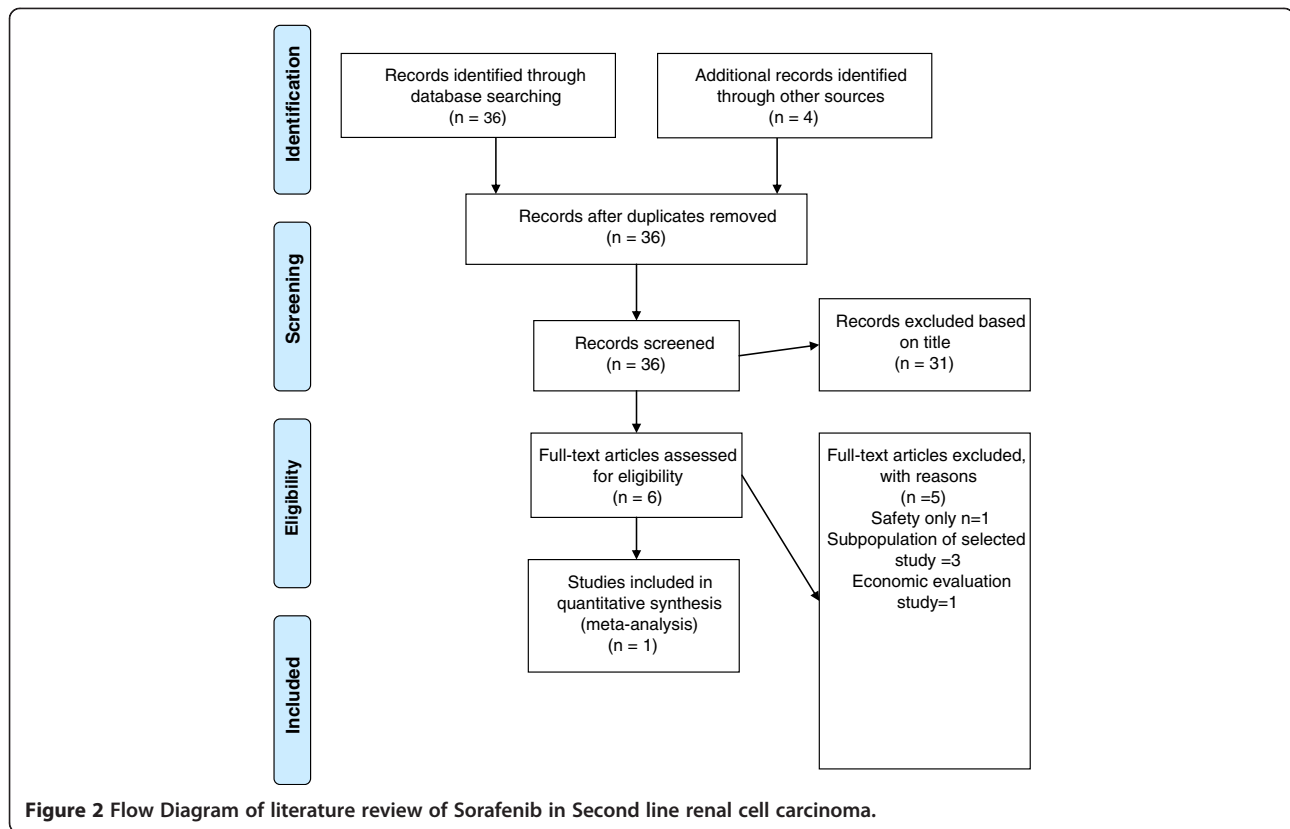 Identification
Records identified through
database searching
(n = 36)
Additional records identified
through other sources
(n = 4)
Screening
Records after duplicates removed
(n = 36)
Records screened
(n = 36)
Records excluded based
on title
(n = 31)
Eligibility
Full-text articles assessed
for eligibility
(n = 6)
Full-text articles excluded,
with reasons
(n =5)
Safety only n=1
Subpopulation of selected
study =3
Economic evaluation
study=1
Included
Studies included in
quantitative synthesis
(meta-analysis)
(n = 1)
Figure 2 Flow Diagram of literature review of Sorafenib in Second line renal cell carcinoma.